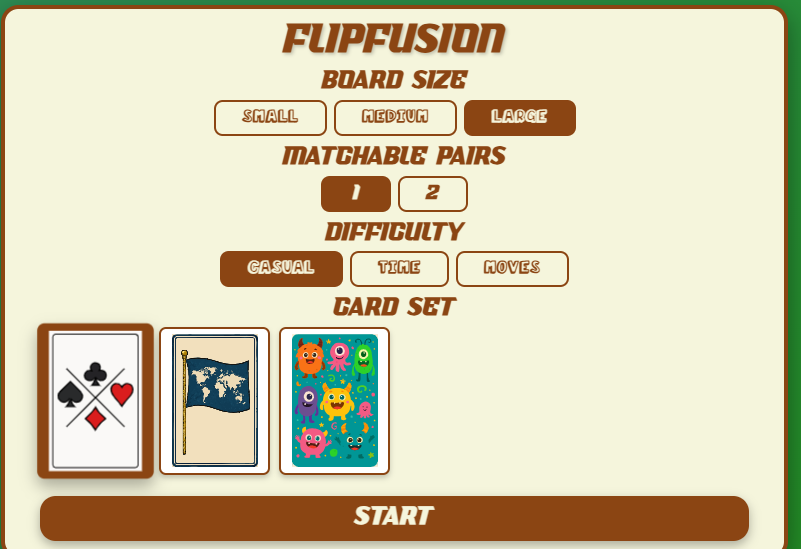 FLIPFUSION
BOARD SIZE
SMALL MEDIUM LARGE
MATCHABLE PAIRS
1 2
DIFFICULTY
CASUAL TIME MOVES
CARD SET
START